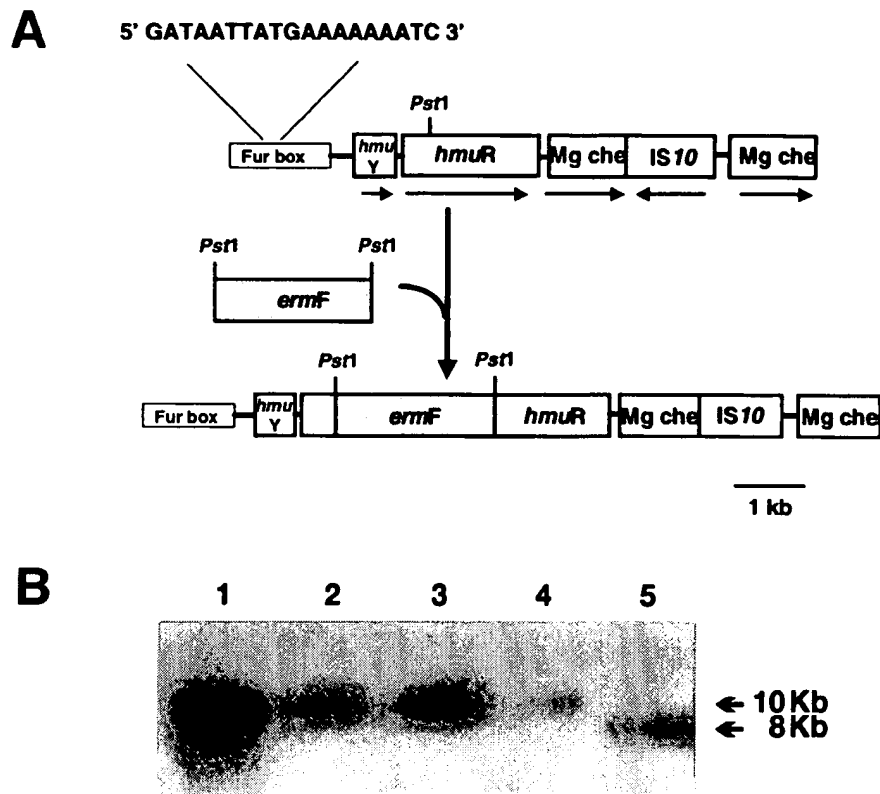 A
5' GATAATTATGAAAAAAATC 3'
Pst1
Fur box
hmu
Y
hmuR
Mg che
IS10
Mg che
Pst1
Pst1
ermF
Pst1
Pst1
Fur box
hmu
Y
ermF
hmuR
Mg che
IS10
Mg che
1 kb
B
1 2 3 4 5
10 Kb
8 Kb